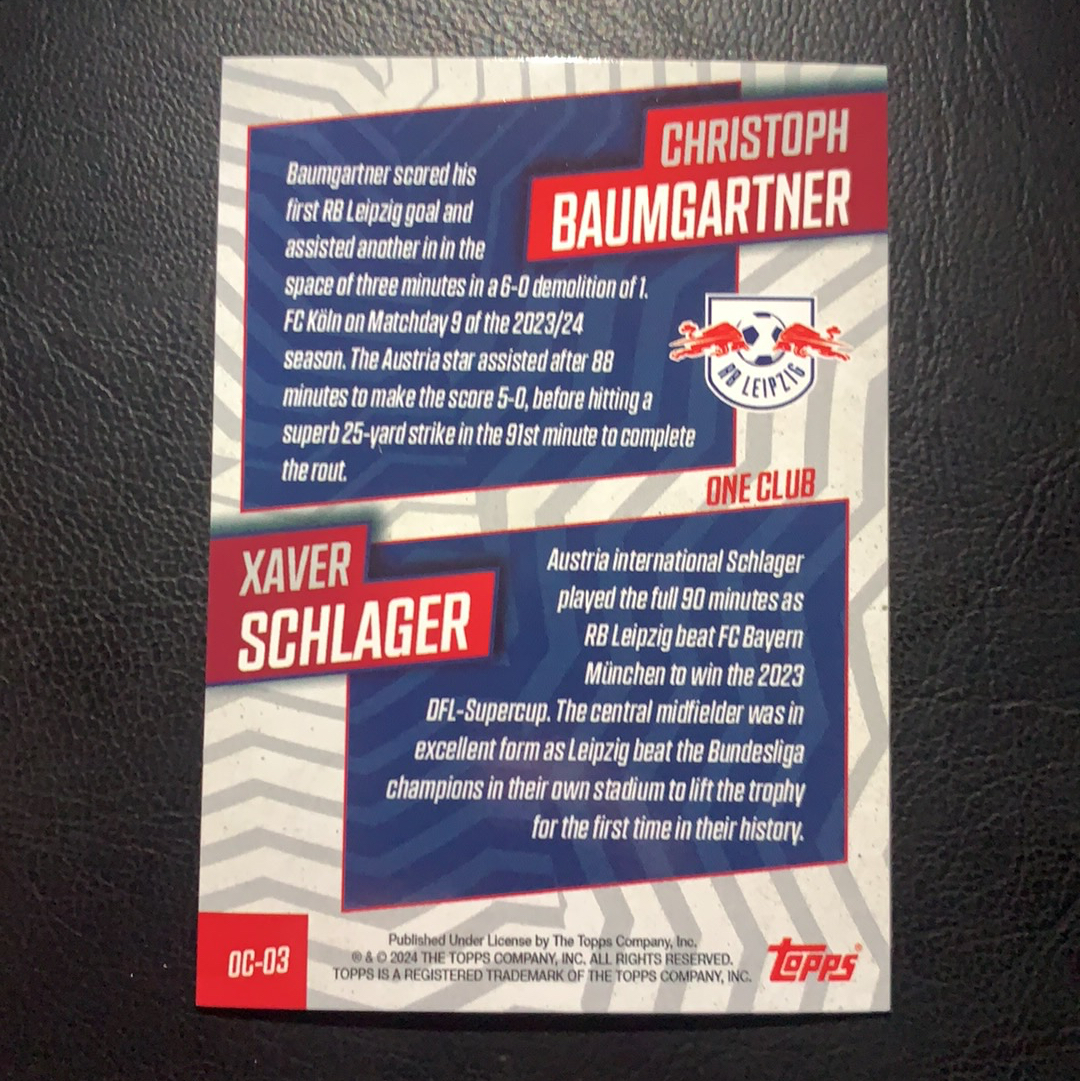 CHRISTOPH
BAUMGARTNER
Baumgartner scored his
first RB Leipzig goal and
assisted another in in the
space of three minutes in a 6-0 demolition of 1.
FC Köln on Matchday 9 of the 2023/24
season. The Austria star assisted after 88
minutes to make the score 5-0, before hitting a
superb 25-yard strike in the 91st minute to complete
the rout.
RB LEIPZIG
ONE CLUB
XAVER
SCHLAGER
Austria international Schlager
played the full 90 minutes as
RB Leipzig beat FC Bayern
München to win the 2023
DFL-Supercup. The central midfielder was in
excellent form as Leipzig beat the Bundesliga
champions in their own stadium to lift the trophy
for the first time in their history.
OC-03
Published Under License by The Topps Company, Inc.
® & © 2024 THE TOPPS COMPANY, INC. ALL RIGHTS RESERVED.
TOPPS IS A REGISTERED TRADEMARK OF THE TOPPS COMPANY, INC.
topps®